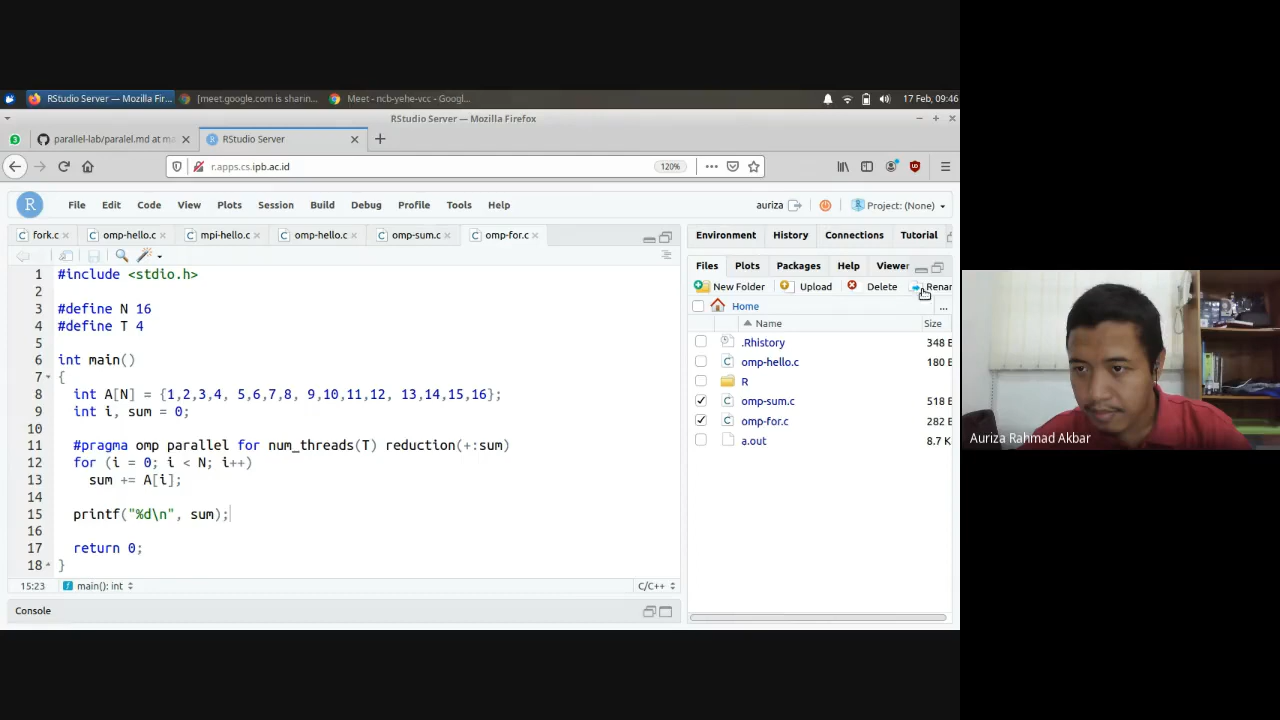 RStudio Server — Mozilla Fir... [meet.google.com is sharin... Meet - ncb-yehe-vcc - Googl... 17 Feb, 09:46
RStudio Server — Mozilla Firefox
3 parallel-lab/paralel.md at ma RStudio Server
r.apps.cs.ipb.ac.id 120%
R File Edit Code View Plots Session Build Debug Profile Tools Help auriza Project: (None)
fork.c omp-hello.c mpi-hello.c omp-hello.c omp-sum.c omp-for.c
Environment History Connections Tutorial
Files Plots Packages Help Viewer
New Folder Upload Delete Renam
Home ...
Name Size
.Rhistory 348 B
omp-hello.c 180 B
R
omp-sum.c 518 B
omp-for.c 282 B
a.out 8.7 K
1 #include <stdio.h>
2
3 #define N 16
4 #define T 4
5
6 int main()
7 {
8 int A[N] = {1,2,3,4, 5,6,7,8, 9,10,11,12, 13,14,15,16};
9 int i, sum = 0;
10
11 #pragma omp parallel for num_threads(T) reduction(+:sum)
12 for (i = 0; i < N; i++)
13 sum += A[i];
14
15 printf("%d\n", sum);
16
17 return 0;
18 }
15:23 main(): int C/C++
Console
Auriza Rahmad Akbar